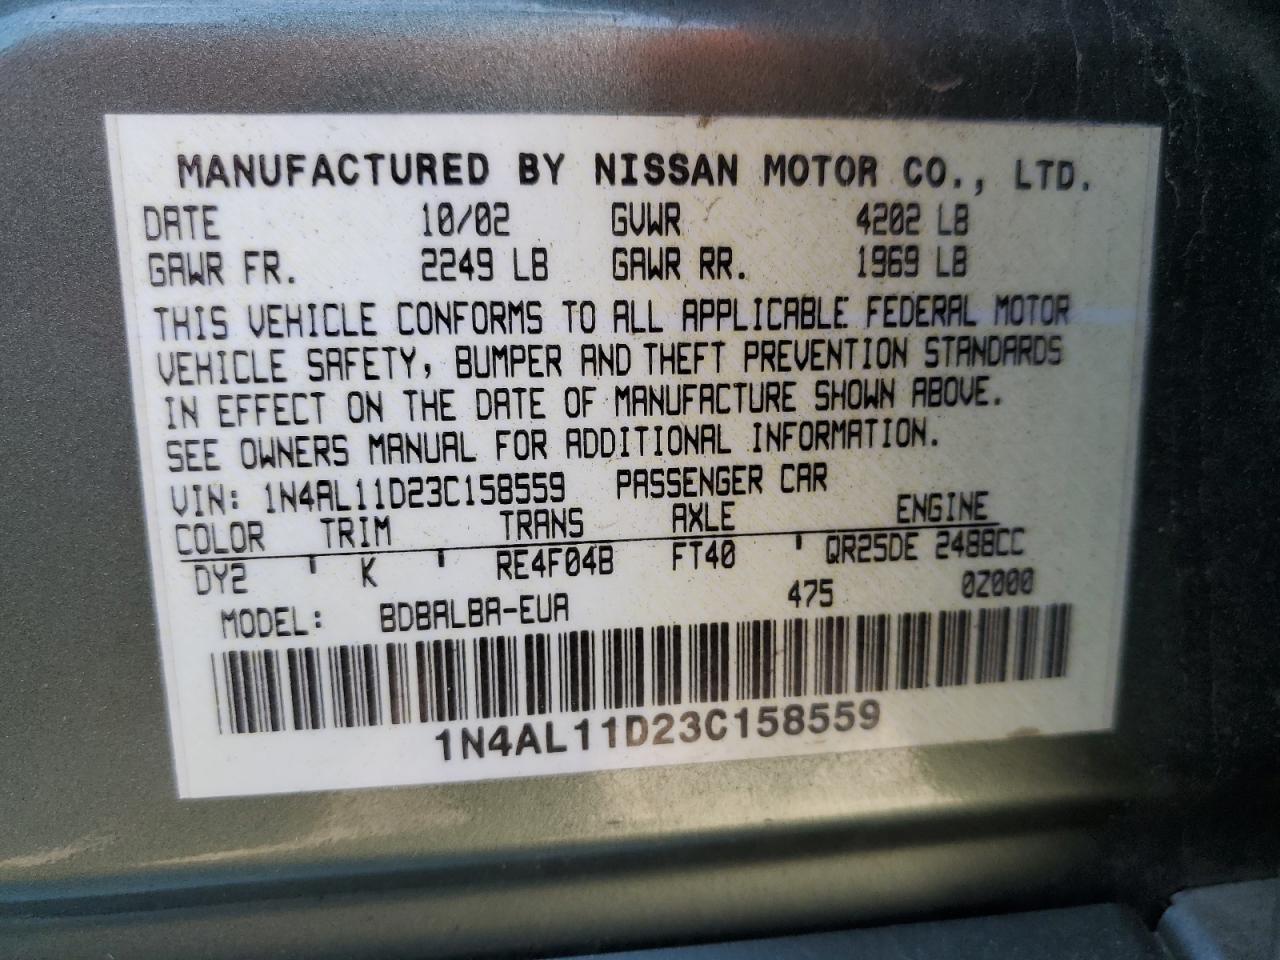 MANUFACTURED BY NISSAN MOTOR CO., LTD.
DATE 10/02 GVWR 4202 LB
GAWR FR. 2249 LB GAWR RR. 1969 LB
THIS VEHICLE CONFORMS TO ALL APPLICABLE FEDERAL MOTOR
VEHICLE SAFETY, BUMPER AND THEFT PREVENTION STANDARDS
IN EFFECT ON THE DATE OF MANUFACTURE SHOWN ABOVE.
SEE OWNERS MANUAL FOR ADDITIONAL INFORMATION.
VIN: 1N4AL11D23C158559 PASSENGER CAR
COLOR TRIM TRANS AXLE ENGINE
DY2 ' K ' RE4F04B FT40 ' QR25DE 2488CC
475 0Z000
MODEL: BDBALBA-EUA
1N4AL11D23C158559